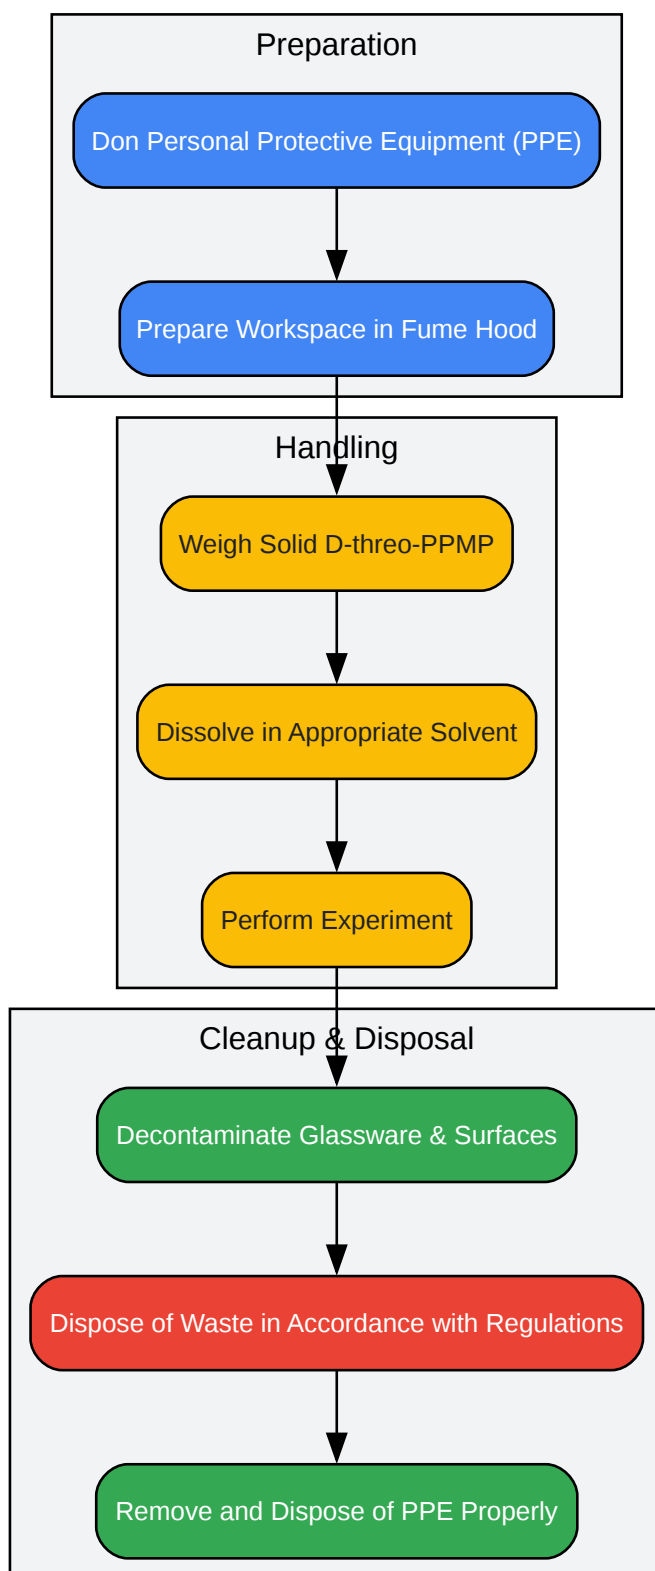 Preparation
Don Personal Protective Equipment (PPE)
Prepare Workspace in Fume Hood
Handling
Weigh Solid D-threo-PPMP
Dissolve in Appropriate Solvent
Perform Experiment
Cleanup & Disposal
Decontaminate Glassware & Surfaces
Dispose of Waste in Accordance with Regulations
Remove and Dispose of PPE Properly